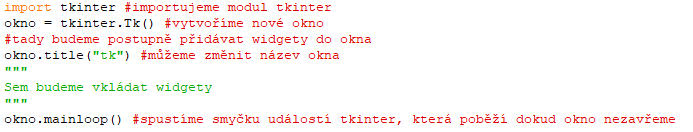 import tkinter #importujeme modul tkinter
okno = tkinter.Tk() #vytvoříme nové okno
#tady budeme postupně přidávat widgety do okna
okno.title("tk") #můžeme změnit název okna
"""
Sem budeme vkládat widgety
"""
okno.mainloop() #spustíme smyčku událostí tkinter, která poběží dokud okno nezavřeme